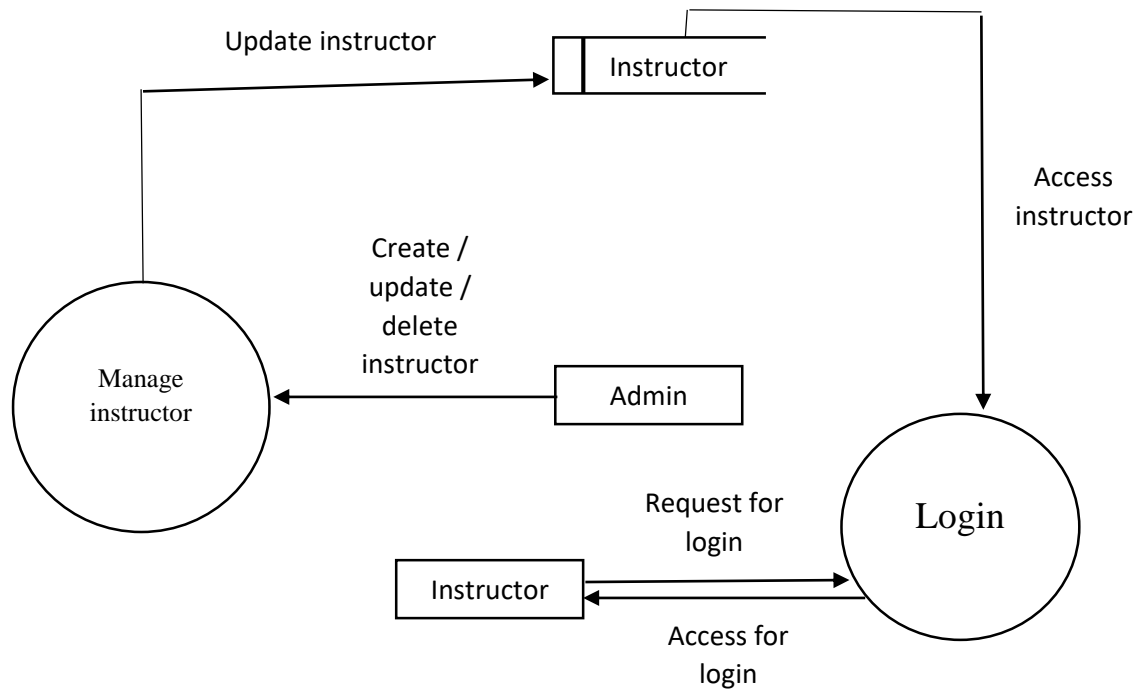 Update instructor
Instructor
Access
instructor
Create /
update /
delete
instructor
Manage
instructor
Admin
Request for
login
Login
Instructor
Access for
login